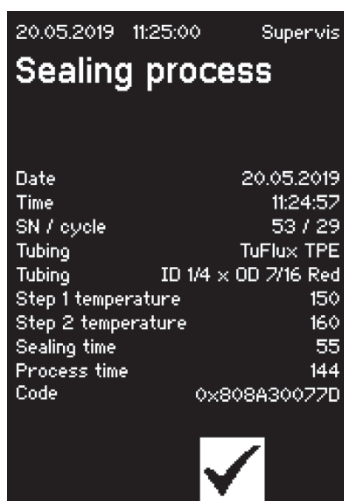 20.05.2019 11:25:00 Supervis
Sealing process
Date 20.05.2019
Time 11:24:57
SN / cycle 53 / 29
Tubing TuFlux TPE
Tubing ID 1/4 x OD 7/16 Red
Step 1 temperature 150
Step 2 temperature 160
Sealing time 55
Process time 144
Code 0x808A30077D